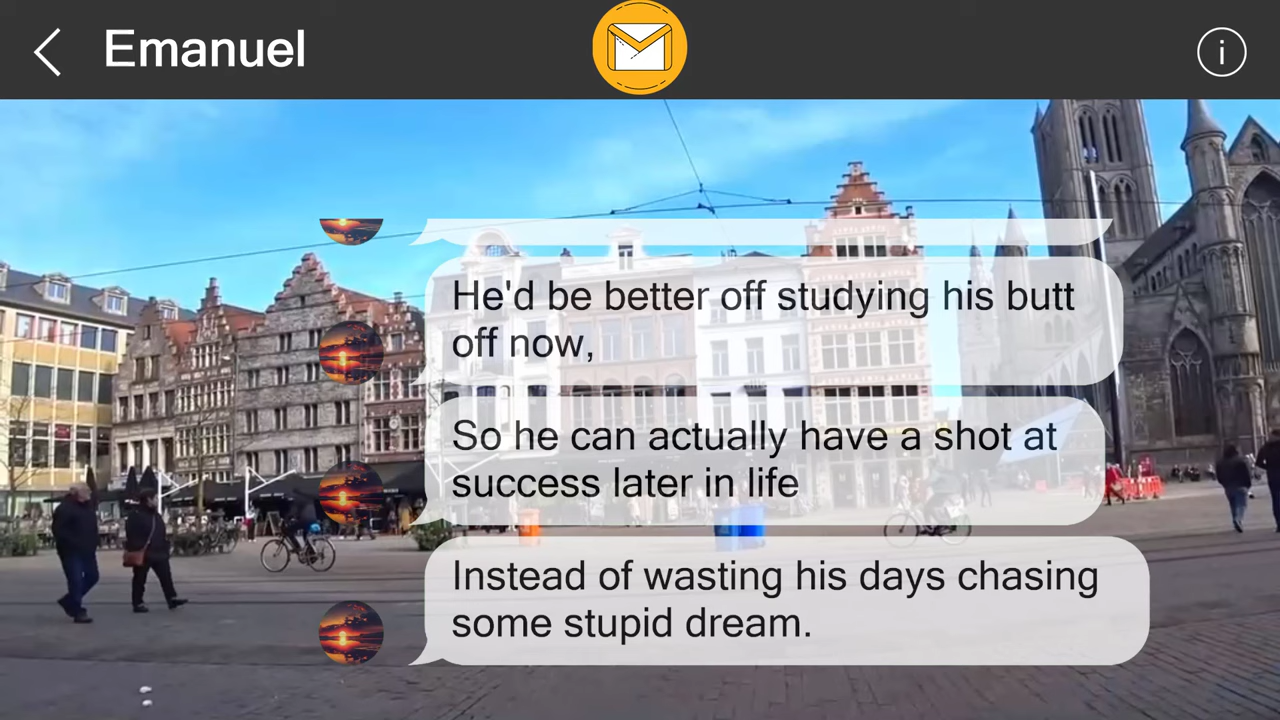 Emanuel
i
He'd be better off studying his butt
off now,
So he can actually have a shot at
success later in life
Instead of wasting his days chasing
some stupid dream.